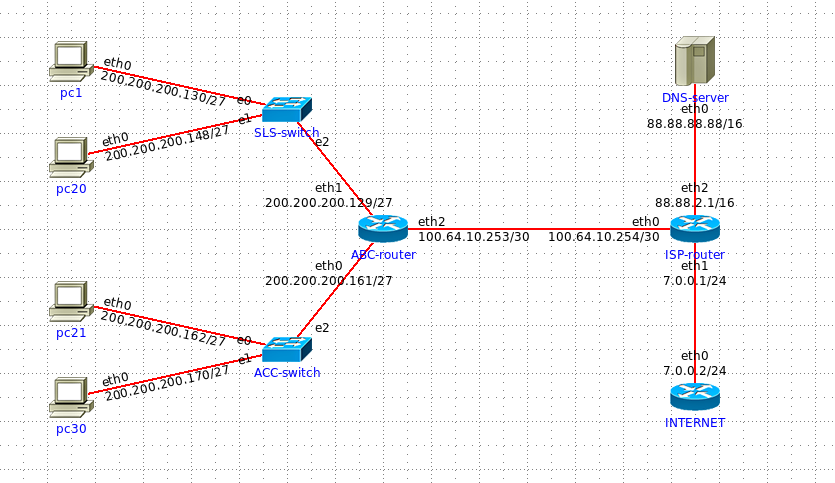 eth0
200.200.200.130/27
e0
pc1
eth0
200.200.200.148/27
e1
pc20
SLS-switch
e2
eth1
200.200.200.129/27
ABC-router
eth2
100.64.10.253/30
eth0
100.64.10.254/30
eth0
200.200.200.161/27
eth0
200.200.200.162/27
e0
pc21
eth0
200.200.200.170/27
e1
pc30
e2
ACC-switch
DNS-server
eth0
88.88.88.88/16
eth2
88.88.2.1/16
ISP-router
eth1
7.0.0.1/24
eth0
7.0.0.2/24
INTERNET